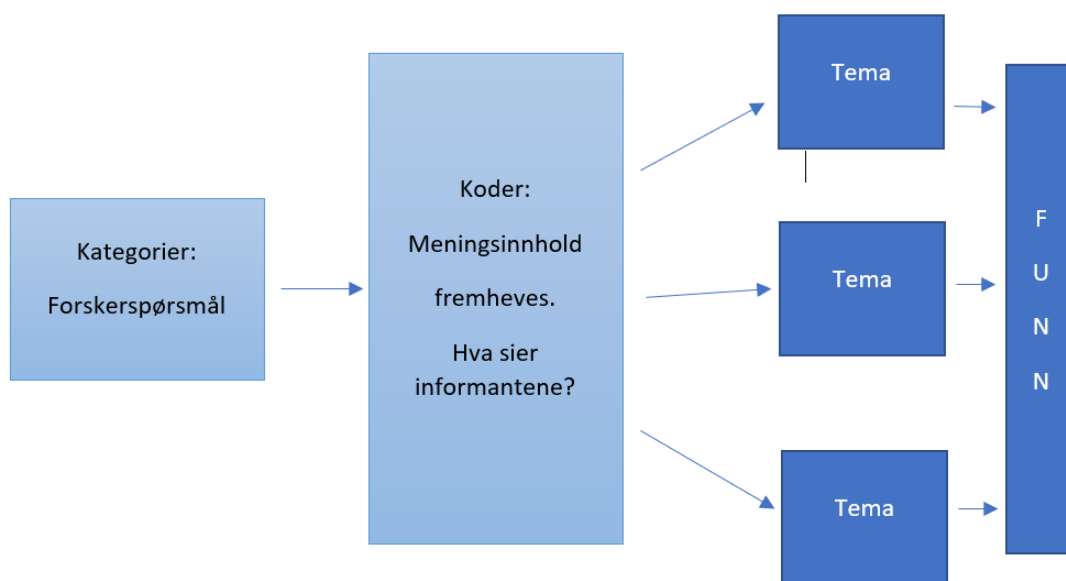 Kategorier:
Forskerspørsmål
Koder:
Meningsinnhold
fremheves.
Hva sier
informantene?
Tema
Tema
Tema
F
U
N
N